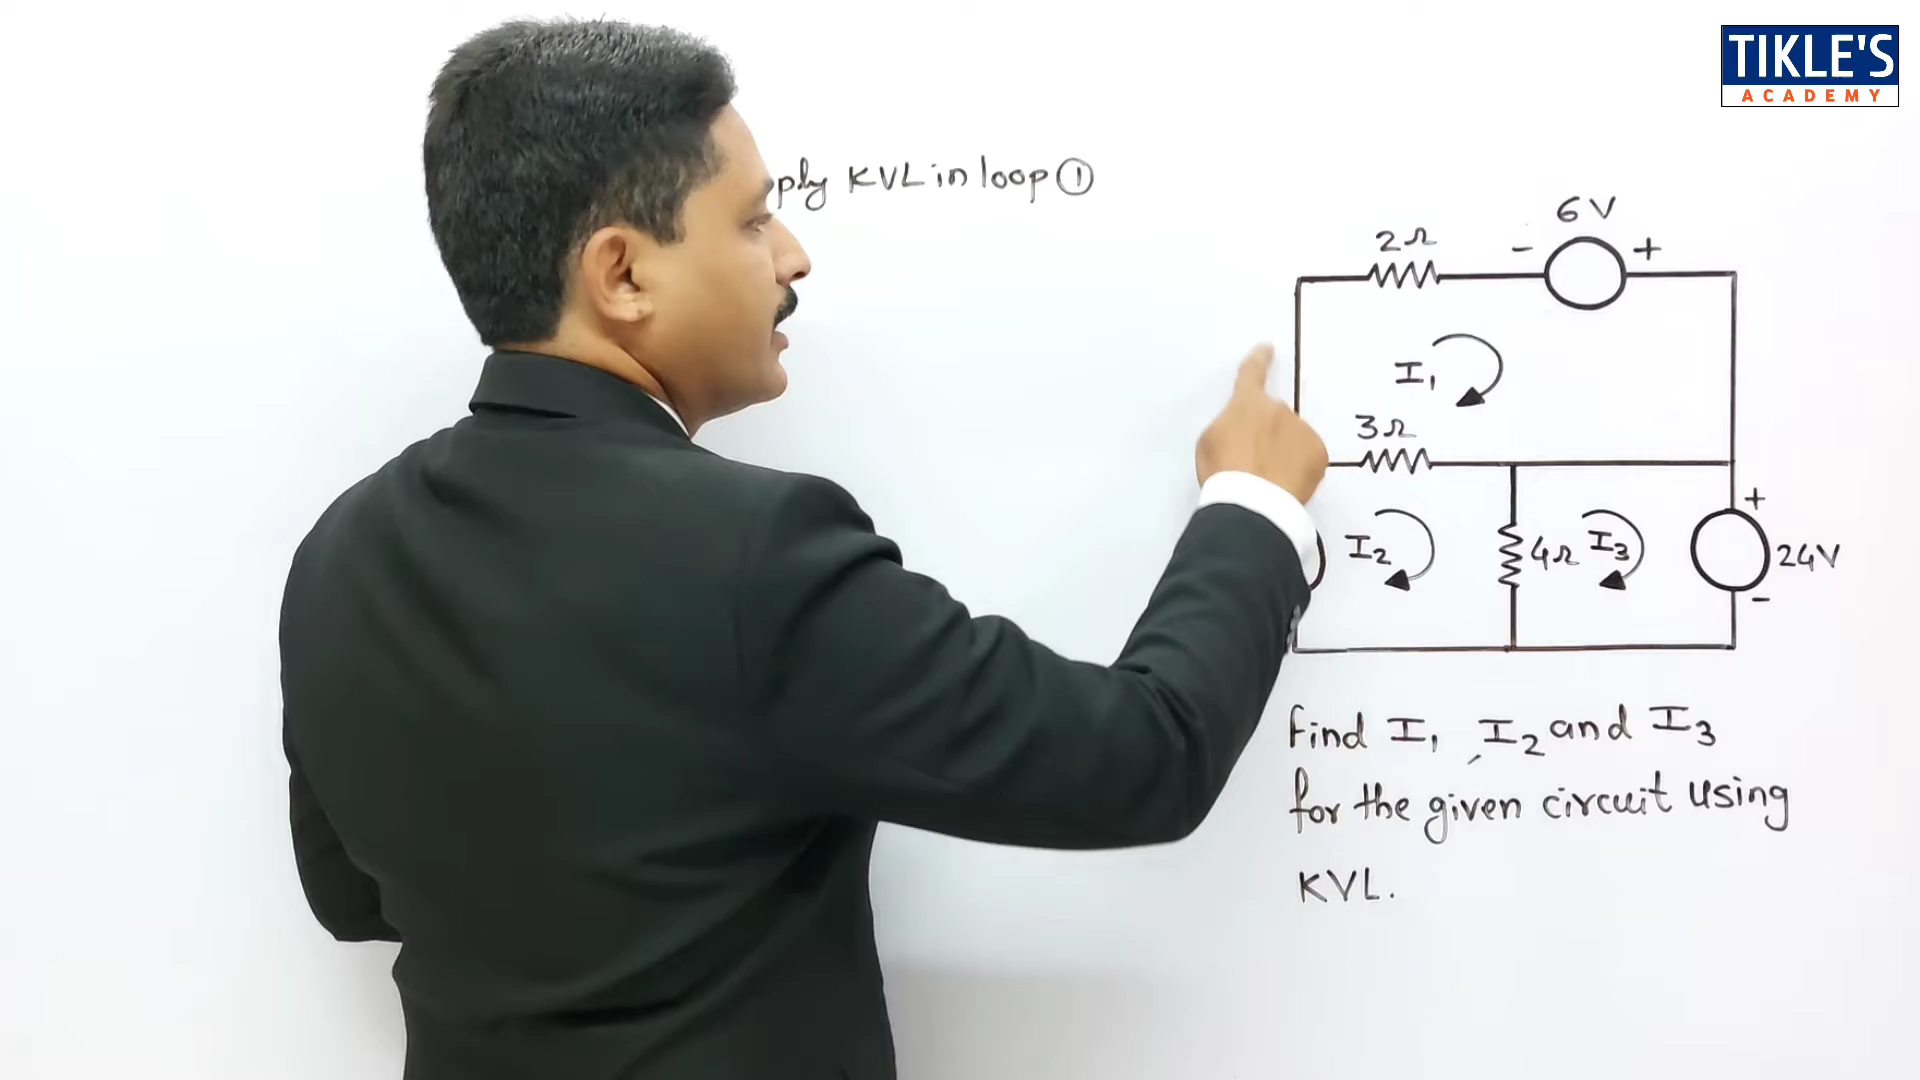 TIKLE'S
ACADEMY
KVL in loop ①
6V
2Ω
- +
I₁
3Ω
+
I₂
4Ω
I₃
24V
-
Find I₁, I₂ and I₃
for the given circuit using
KVL.